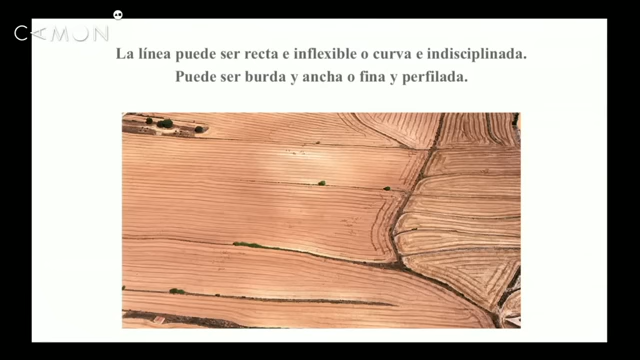 CAMON
La línea puede ser recta e inflexible o curva e indisciplinada.
Puede ser burda y ancha o fina y perfilada.